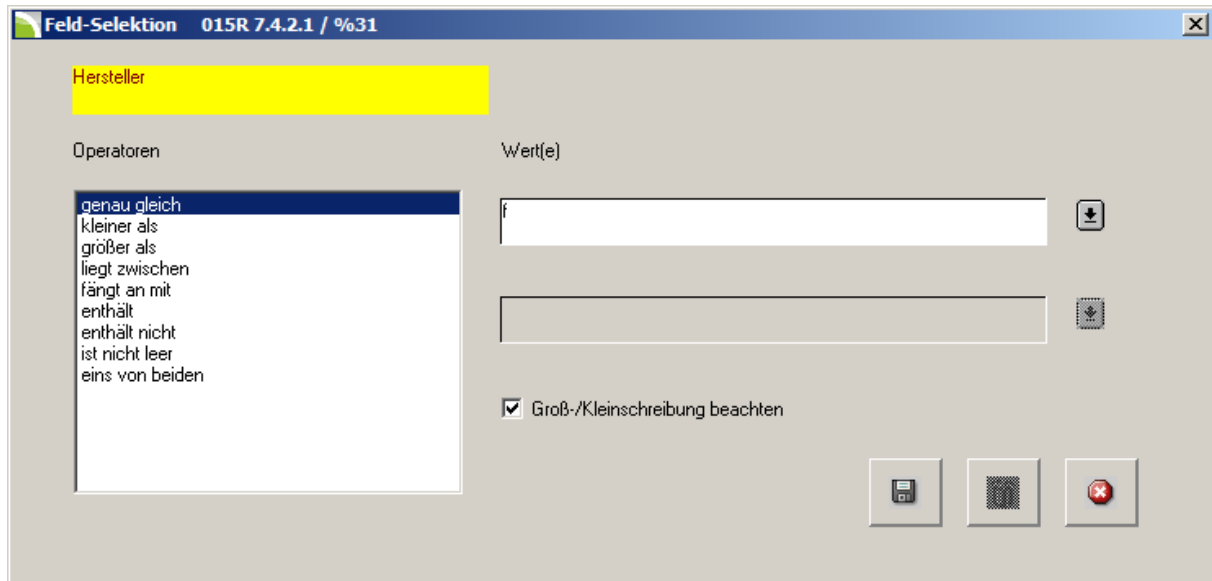 Feld-Selektion 015R 7.4.2.1 / %31
Hersteller
Operatoren
Wert(e)
genau gleich
kleiner als
größer als
liegt zwischen
fängt an mit
enthält
enthält nicht
ist nicht leer
eins von beiden
f
Groß-/Kleinschreibung beachten